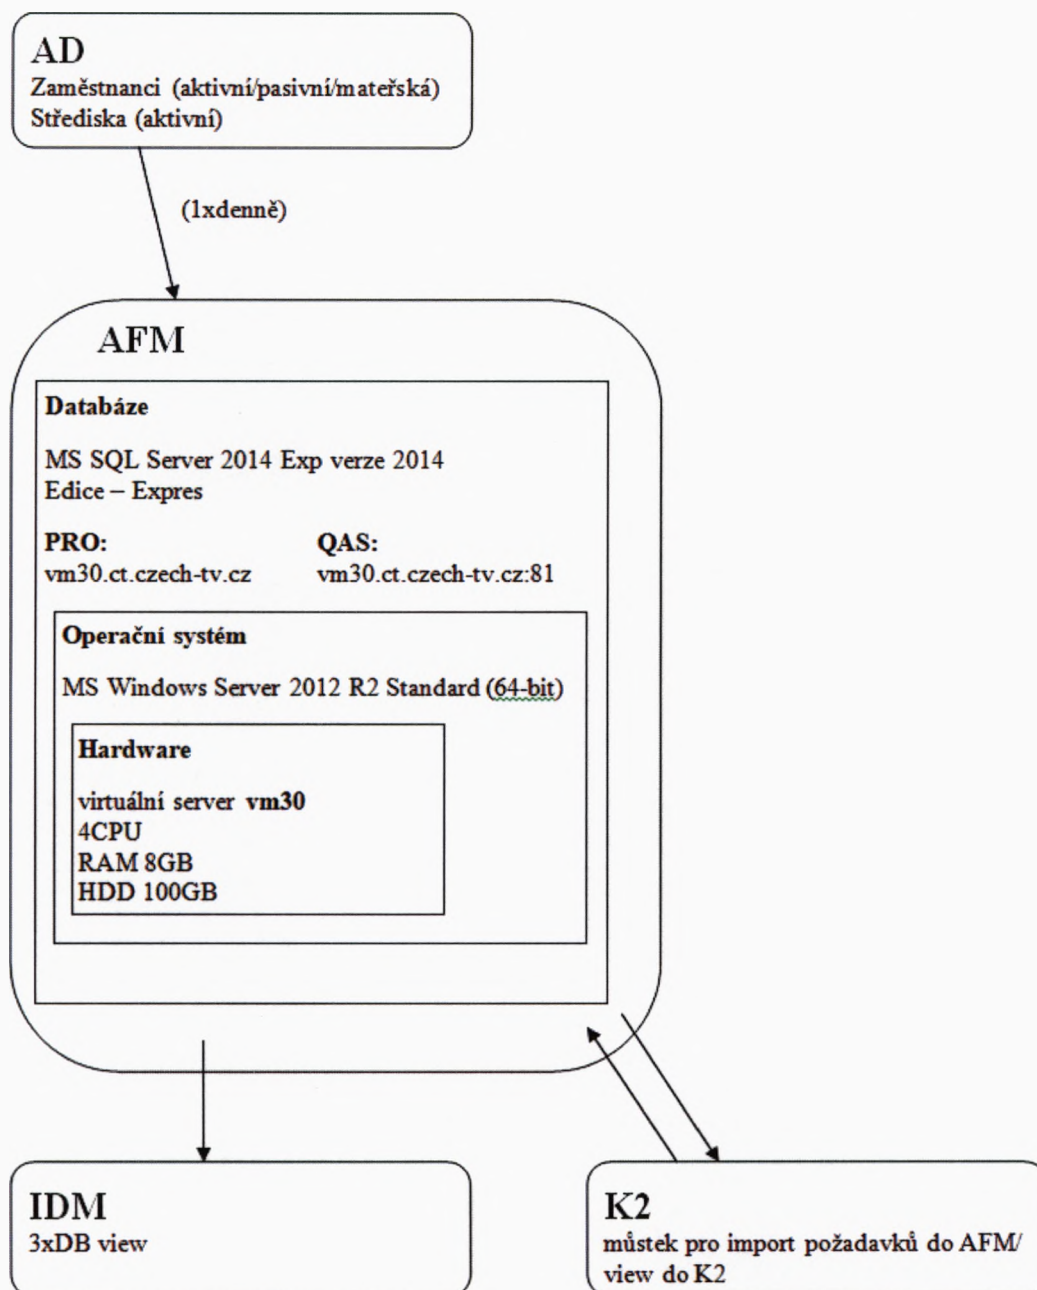 AD
Zaměstnanci (aktivní/pasivní/mateřská)
Střediska (aktivní)
(1xdenně)
AFM
Databáze
MS SQL Server 2014 Exp verze 2014
Edice – Expres
PRO: QAS:
vm30.ct.czech-tv.cz vm30.ct.czech-tv.cz:81
Operační systém
MS Windows Server 2012 R2 Standard (64-bit)
Hardware
virtuální server vm30
4CPU
RAM 8GB
HDD 100GB
IDM
3xDB view
K2
můstek pro import požadavků do AFM/
view do K2